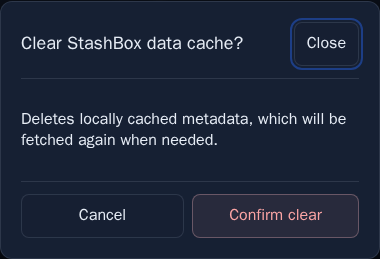 Clear StashBox data cache?
Close
Deletes locally cached metadata, which will be
fetched again when needed.
Cancel
Confirm clear